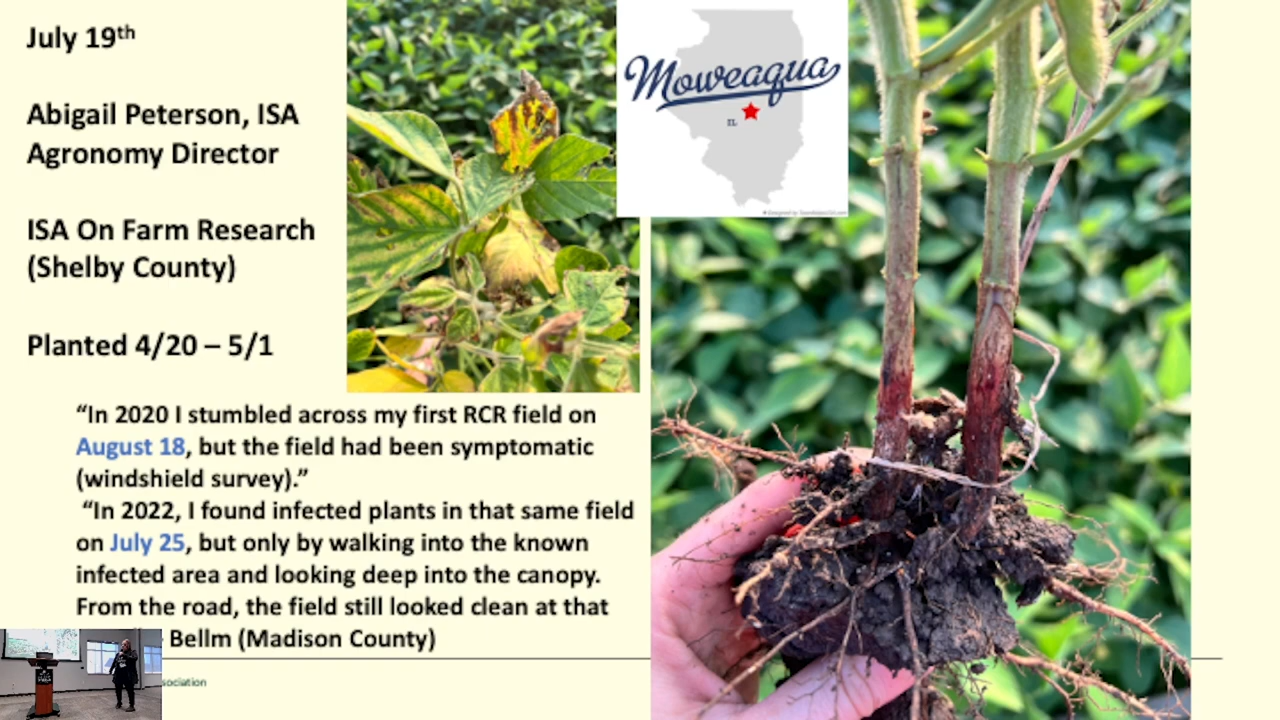 July 19th
Abigail Peterson, ISA
Agronomy Director
ISA On Farm Research
(Shelby County)
Planted 4/20 – 5/1
Moweaqua
IL
“In 2020 I stumbled across my first RCR field on
August 18, but the field had been symptomatic
(windshield survey).”
“In 2022, I found infected plants in that same field
on July 25, but only by walking into the known
infected area and looking deep into the canopy.
From the road, the field still looked clean at that
Bellm (Madison County)